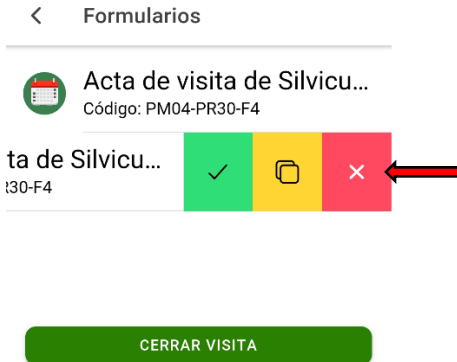 Formularios
Acta de visita de Silvicu...
Código: PM04-PR30-F4
ta de Silvicu...
30-F4
CERRAR VISITA